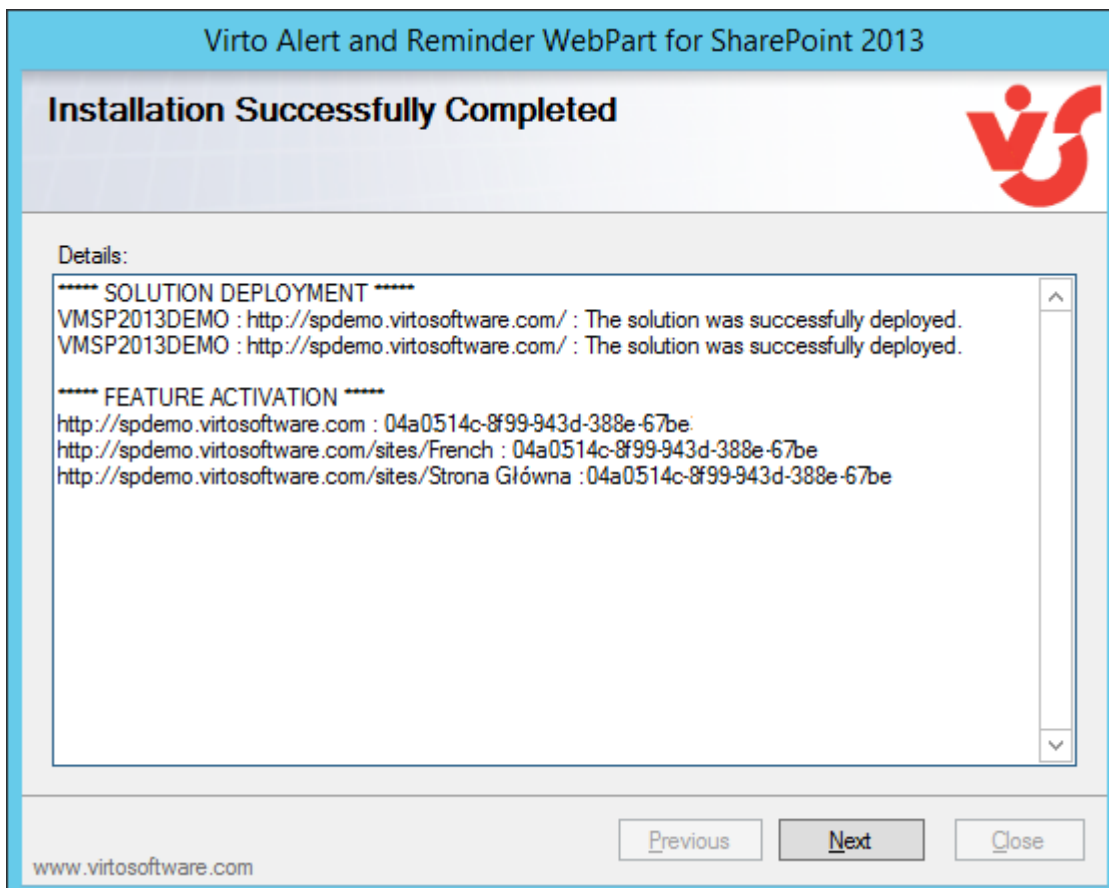 Virto Alert and Reminder WebPart for SharePoint 2013
Installation Successfully Completed
Details:
***** SOLUTION DEPLOYMENT *****
VMSP2013DEMO : http://spdemo.virtosoftware.com/ : The solution was successfully deployed.
VMSP2013DEMO : http://spdemo.virtosoftware.com/ : The solution was successfully deployed.
***** FEATURE ACTIVATION *****
http://spdemo.virtosoftware.com : 04a0514c-8f99-943d-388e-67be
http://spdemo.virtosoftware.com/sites/French : 04a0514c-8f99-943d-388e-67be
http://spdemo.virtosoftware.com/sites/Strona Główna :04a0514c-8f99-943d-388e-67be
Previous Next Close
www.virtosoftware.com